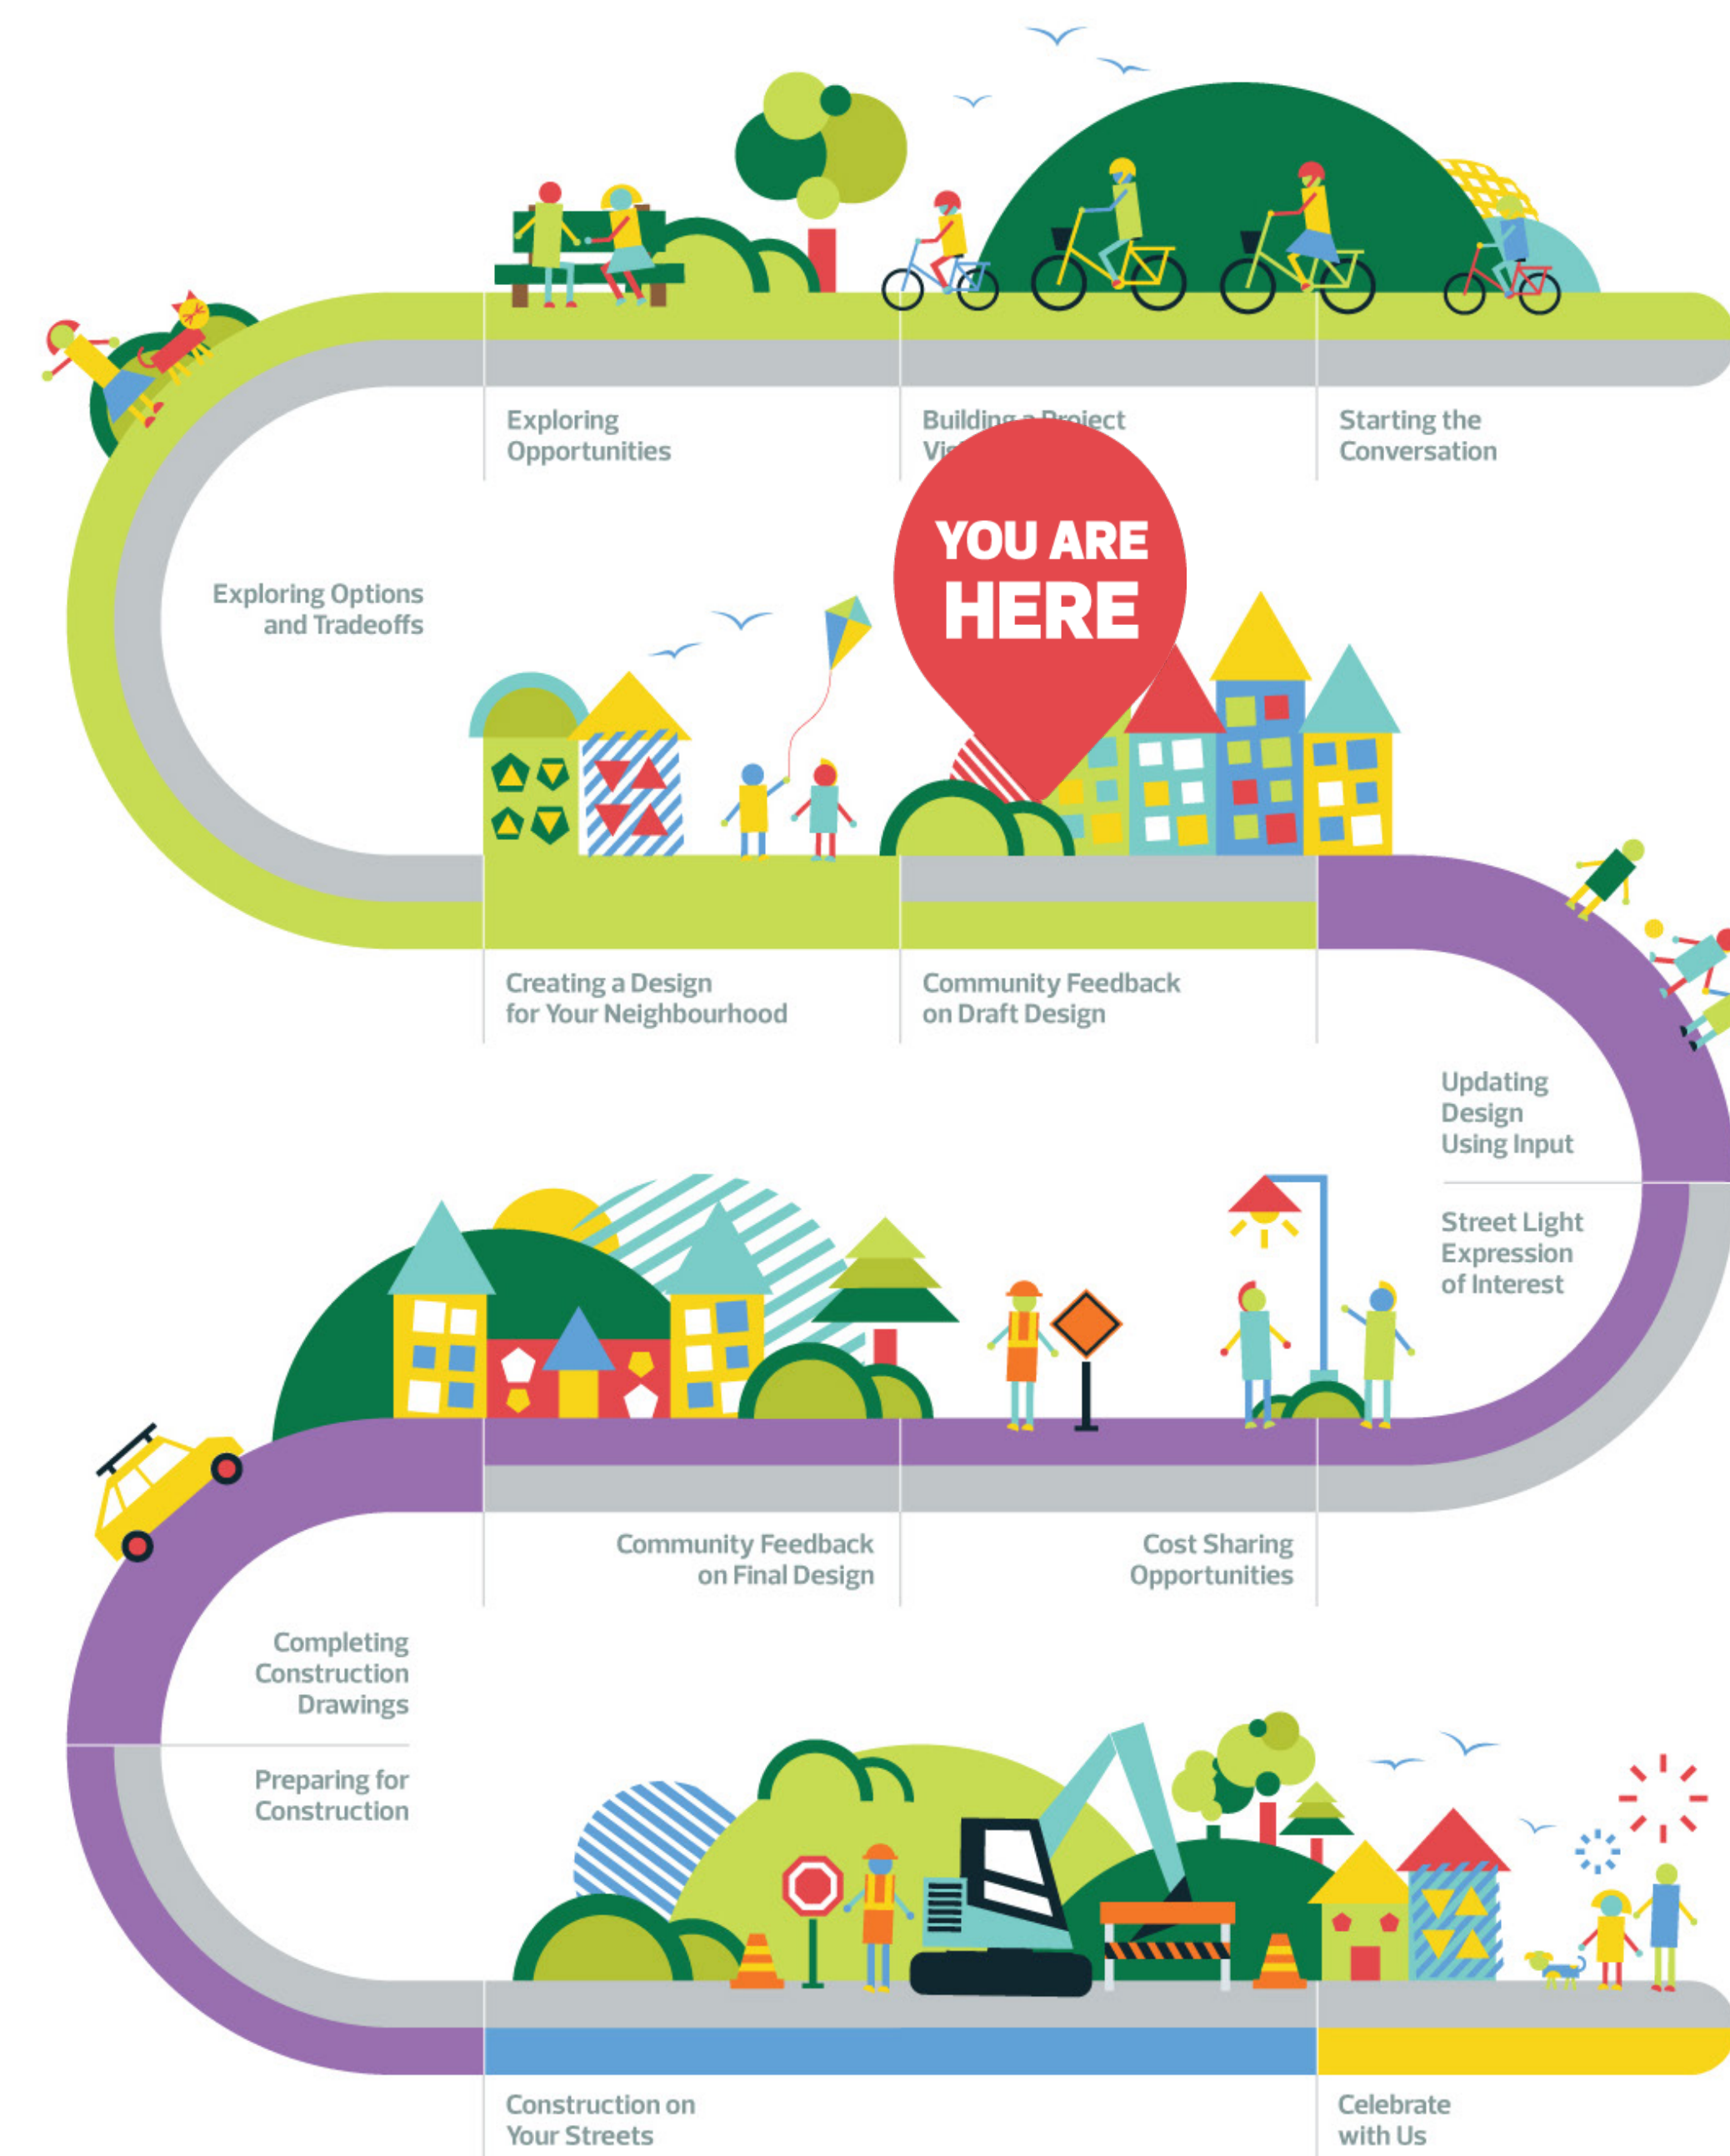 Exploring
Opportunities
Building a Project
Starting the
Conversation
YOU ARE
HERE
Exploring Options
and Tradeoffs
Creating a Design
for Your Neighbourhood
Community Feedback
on Draft Design
Updating
Design
Using Input
Street Light
Expression
of Interest
Community Feedback
on Final Design
Cost Sharing
Opportunities
Completing
Construction
Drawings
Preparing for
Construction
Construction on
Your Streets
Celebrate
with Us